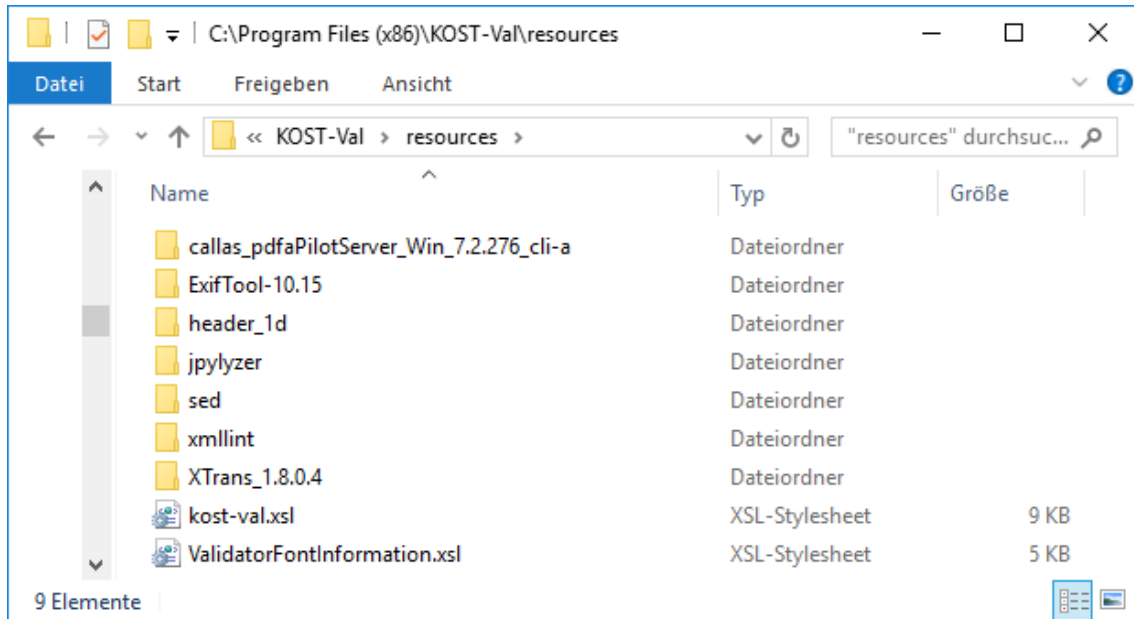 C:\Program Files (x86)\KOST-Val\resources
Datei Start Freigeben Ansicht ?
« KOST-Val > resources > "resources" durchsuc...
Name Typ Größe
callas_pdfaPilotServer_Win_7.2.276_cli-a Dateiordner
ExifTool-10.15 Dateiordner
header_1d Dateiordner
jpylyzer Dateiordner
sed Dateiordner
xmllint Dateiordner
XTrans_1.8.0.4 Dateiordner
kost-val.xsl XSL-Stylesheet 9 KB
ValidatorFontInformation.xsl XSL-Stylesheet 5 KB
9 Elemente